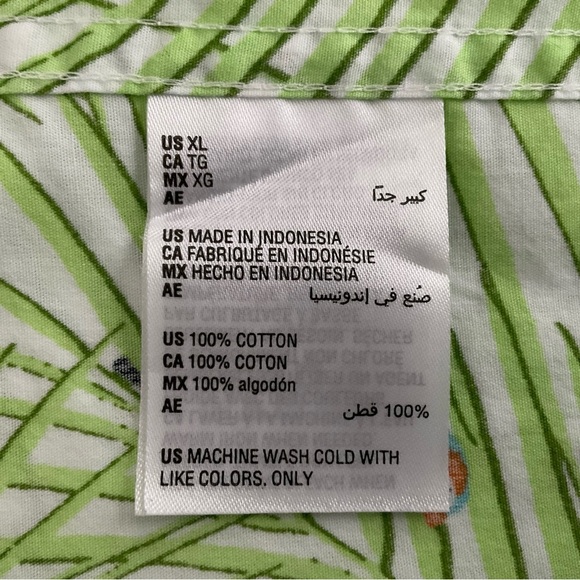 US XL
CA TG
MX XG
AE كبير جدًا
US MADE IN INDONESIA
CA FABRIQUÉ EN INDONÉSIE
MX HECHO EN INDONESIA
AE صُنع في إندونيسيا
US 100% COTTON
CA 100% COTON
MX 100% algodón
AE 100% قطن
US MACHINE WASH COLD WITH
LIKE COLORS. ONLY